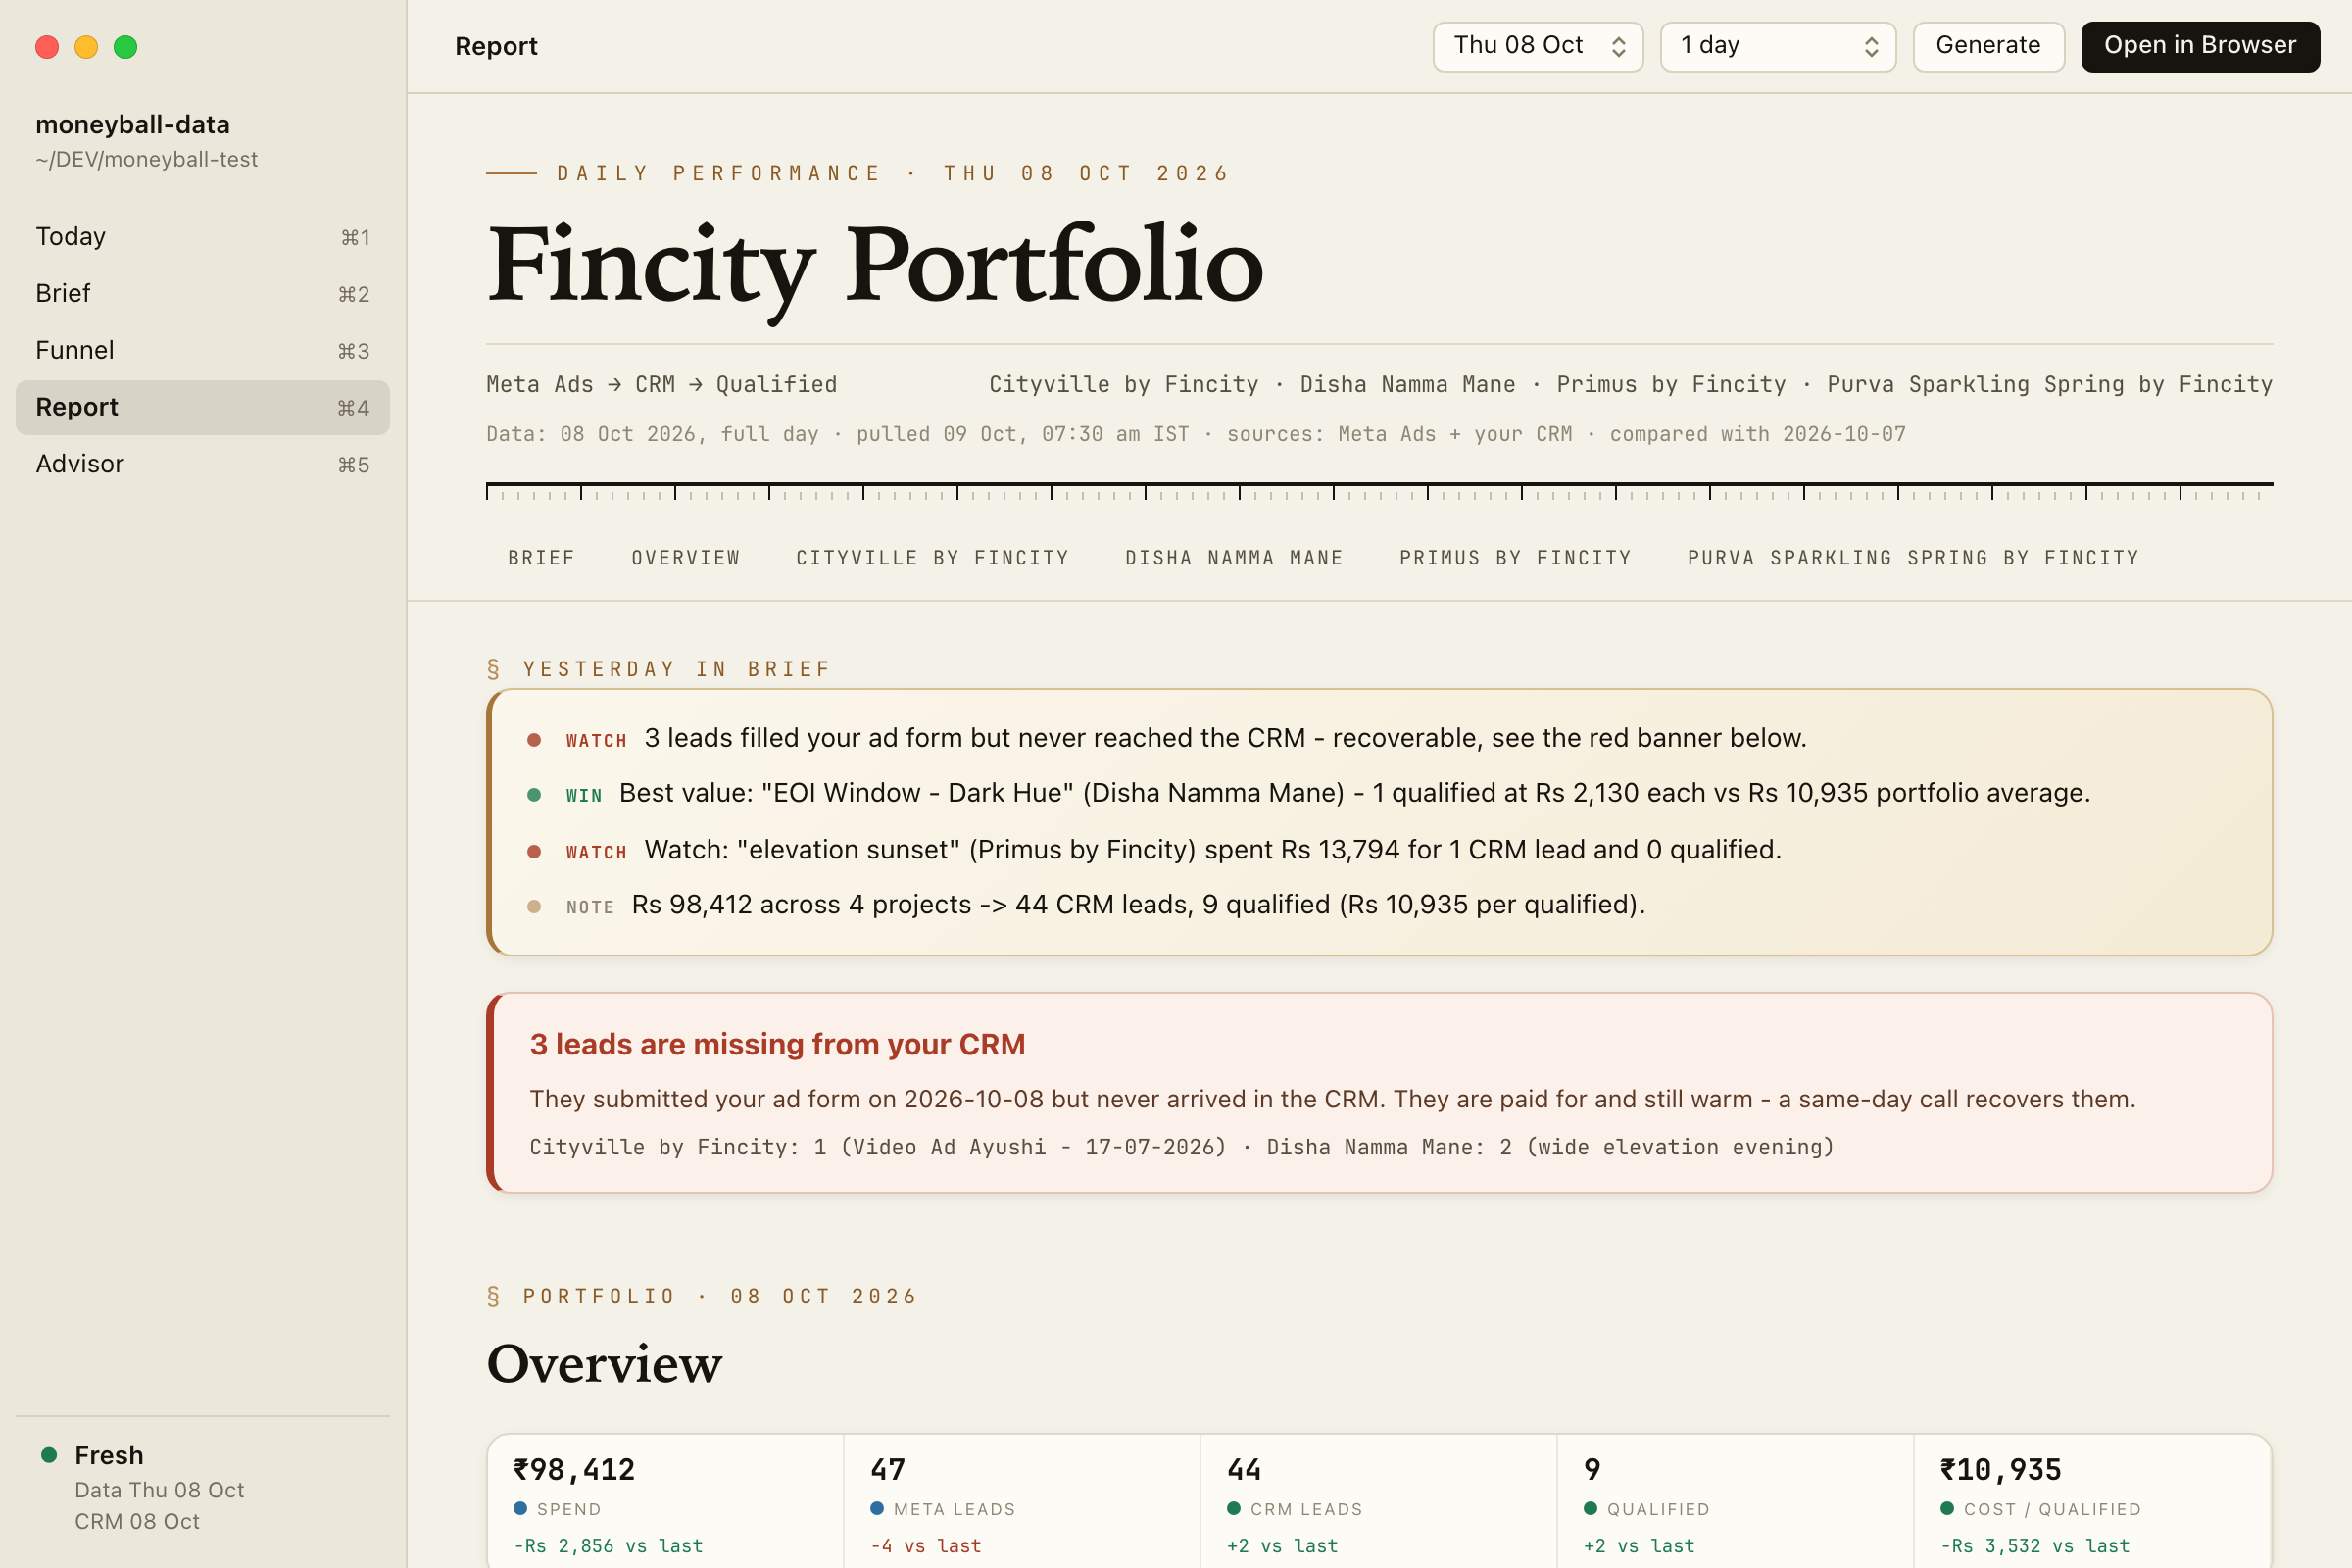 Report
Thu 08 Oct
1 day
Generate
Open in Browser
moneyball-data
~/DEV/moneyball-test
Today ⌘1
Brief ⌘2
Funnel ⌘3
Report ⌘4
Advisor ⌘5
Fresh
Data Thu 08 Oct
CRM 08 Oct
DAILY PERFORMANCE · THU 08 OCT 2026
Fincity Portfolio
Meta Ads → CRM → Qualified
Cityville by Fincity · Disha Namma Mane · Primus by Fincity · Purva Sparkling Spring by Fincity
Data: 08 Oct 2026, full day · pulled 09 Oct, 07:30 am IST · sources: Meta Ads + your CRM · compared with 2026-10-07
BRIEF OVERVIEW CITYVILLE BY FINCITY DISHA NAMMA MANE PRIMUS BY FINCITY PURVA SPARKLING SPRING BY FINCITY
§ YESTERDAY IN BRIEF
WATCH 3 leads filled your ad form but never reached the CRM - recoverable, see the red banner below.
WIN Best value: "EOI Window - Dark Hue" (Disha Namma Mane) - 1 qualified at Rs 2,130 each vs Rs 10,935 portfolio average.
WATCH Watch: "elevation sunset" (Primus by Fincity) spent Rs 13,794 for 1 CRM lead and 0 qualified.
NOTE Rs 98,412 across 4 projects -> 44 CRM leads, 9 qualified (Rs 10,935 per qualified).
3 leads are missing from your CRM
They submitted your ad form on 2026-10-08 but never arrived in the CRM. They are paid for and still warm - a same-day call recovers them.
Cityville by Fincity: 1 (Video Ad Ayushi - 17-07-2026) · Disha Namma Mane: 2 (wide elevation evening)
§ PORTFOLIO · 08 OCT 2026
Overview
₹98,412
SPEND
-Rs 2,856 vs last
47
META LEADS
-4 vs last
44
CRM LEADS
+2 vs last
9
QUALIFIED
+2 vs last
₹10,935
COST / QUALIFIED
-Rs 3,532 vs last